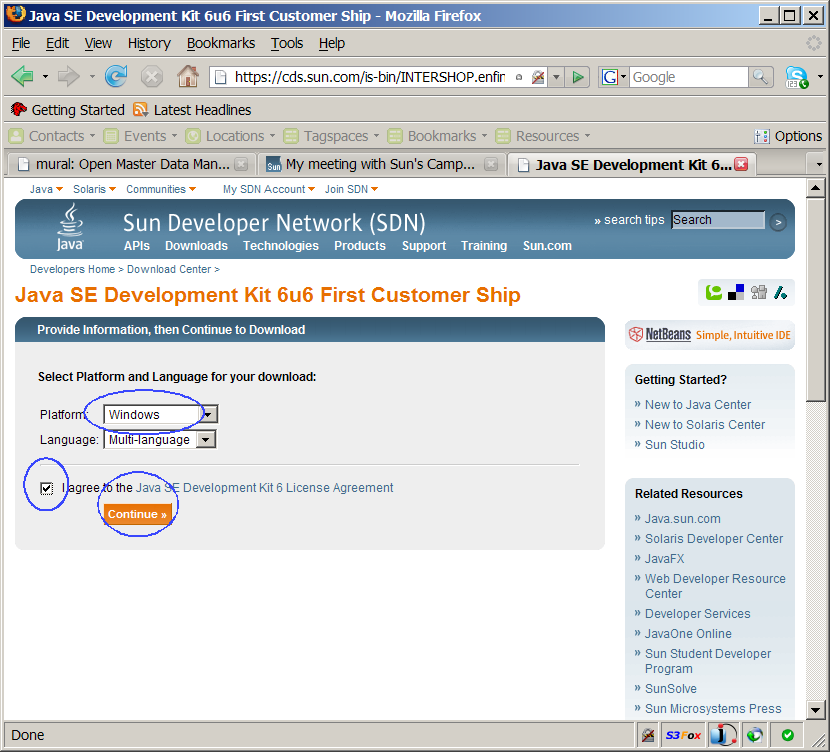 Java SE Development Kit 6u6 First Customer Ship - Mozilla Firefox
File Edit View History Bookmarks Tools Help
https://cds.sun.com/is-bin/INTERSHOP.enfin
G Google
Getting Started Latest Headlines
Contacts Events Locations Tagspaces Bookmarks Resources Options
mural: Open Master Data Man... Sun My meeting with Sun's Camp... Java SE Development Kit 6...
Java Solaris Communities My SDN Account Join SDN
Java Sun Developer Network (SDN) » search tips Search >
APIs Downloads Technologies Products Support Training Sun.com
Developers Home > Download Center >
Java SE Development Kit 6u6 First Customer Ship
Provide Information, then Continue to Download
Select Platform and Language for your download:
Platform: Windows
Language: Multi-language
I agree to the Java SE Development Kit 6 License Agreement
Continue »
NetBeans Simple, Intuitive IDE
Getting Started?
» New to Java Center
» New to Solaris Center
» Sun Studio
Related Resources
» Java.sun.com
» Solaris Developer Center
» JavaFX
» Web Developer Resource
Center
» Developer Services
» JavaOne Online
» Sun Student Developer
Program
» SunSolve
» Sun Microsystems Press
Done S3Fox